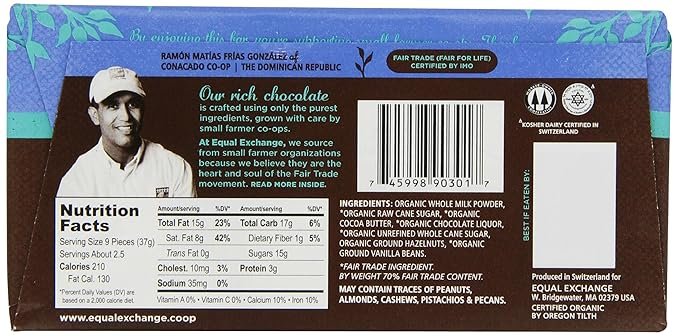 By enjoying this bar, you're supporting small farmer co-ops.
RAMÓN MATÍAS FRÍAS GONZÁLEZ of
CONACADO CO-OP | THE DOMINICAN REPUBLIC
FAIR TRADE (FAIR FOR LIFE)
CERTIFIED BY IMO
Our rich chocolate
is crafted using only the purest
ingredients, grown with care by
small farmer co-ops.
At Equal Exchange, we source
from small farmer organizations
because we believe they are the
heart and soul of the Fair Trade
movement. READ MORE INSIDE.
7 45998 90301 7
KOSHER DAIRY CERTIFIED IN
SWITZERLAND
Nutrition
Facts
Serving Size 9 Pieces (37g)
Servings About 2.5
Calories 210
Fat Cal. 130
*Percent Daily Values (DV) are
based on a 2,000 calorie diet.
Amount/serving %DV* Amount/serving %DV*
Total Fat 15g 23% Total Carb 17g 6%
Sat. Fat 8g 42% Dietary Fiber 1g 5%
Trans Fat 0g Sugars 15g
Cholest. 10mg 3% Protein 3g
Sodium 35mg 0%
Vitamin A 0% • Vitamin C 0% • Calcium 10% • Iron 10%
www.equalexchange.coop
INGREDIENTS: ORGANIC WHOLE MILK POWDER,
*ORGANIC RAW CANE SUGAR, *ORGANIC
COCOA BUTTER, *ORGANIC CHOCOLATE LIQUOR,
*ORGANIC UNREFINED WHOLE CANE SUGAR,
ORGANIC GROUND HAZELNUTS, *ORGANIC
GROUND VANILLA BEANS.
*FAIR TRADE INGREDIENT.
BY WEIGHT 70% FAIR TRADE CONTENT.
MAY CONTAIN TRACES OF PEANUTS,
ALMONDS, CASHEWS, PISTACHIOS & PECANS.
BEST IF EATEN BY:
Produced in Switzerland for
EQUAL EXCHANGE
W. Bridgewater, MA 02379 USA
CERTIFIED ORGANIC
BY OREGON TILTH